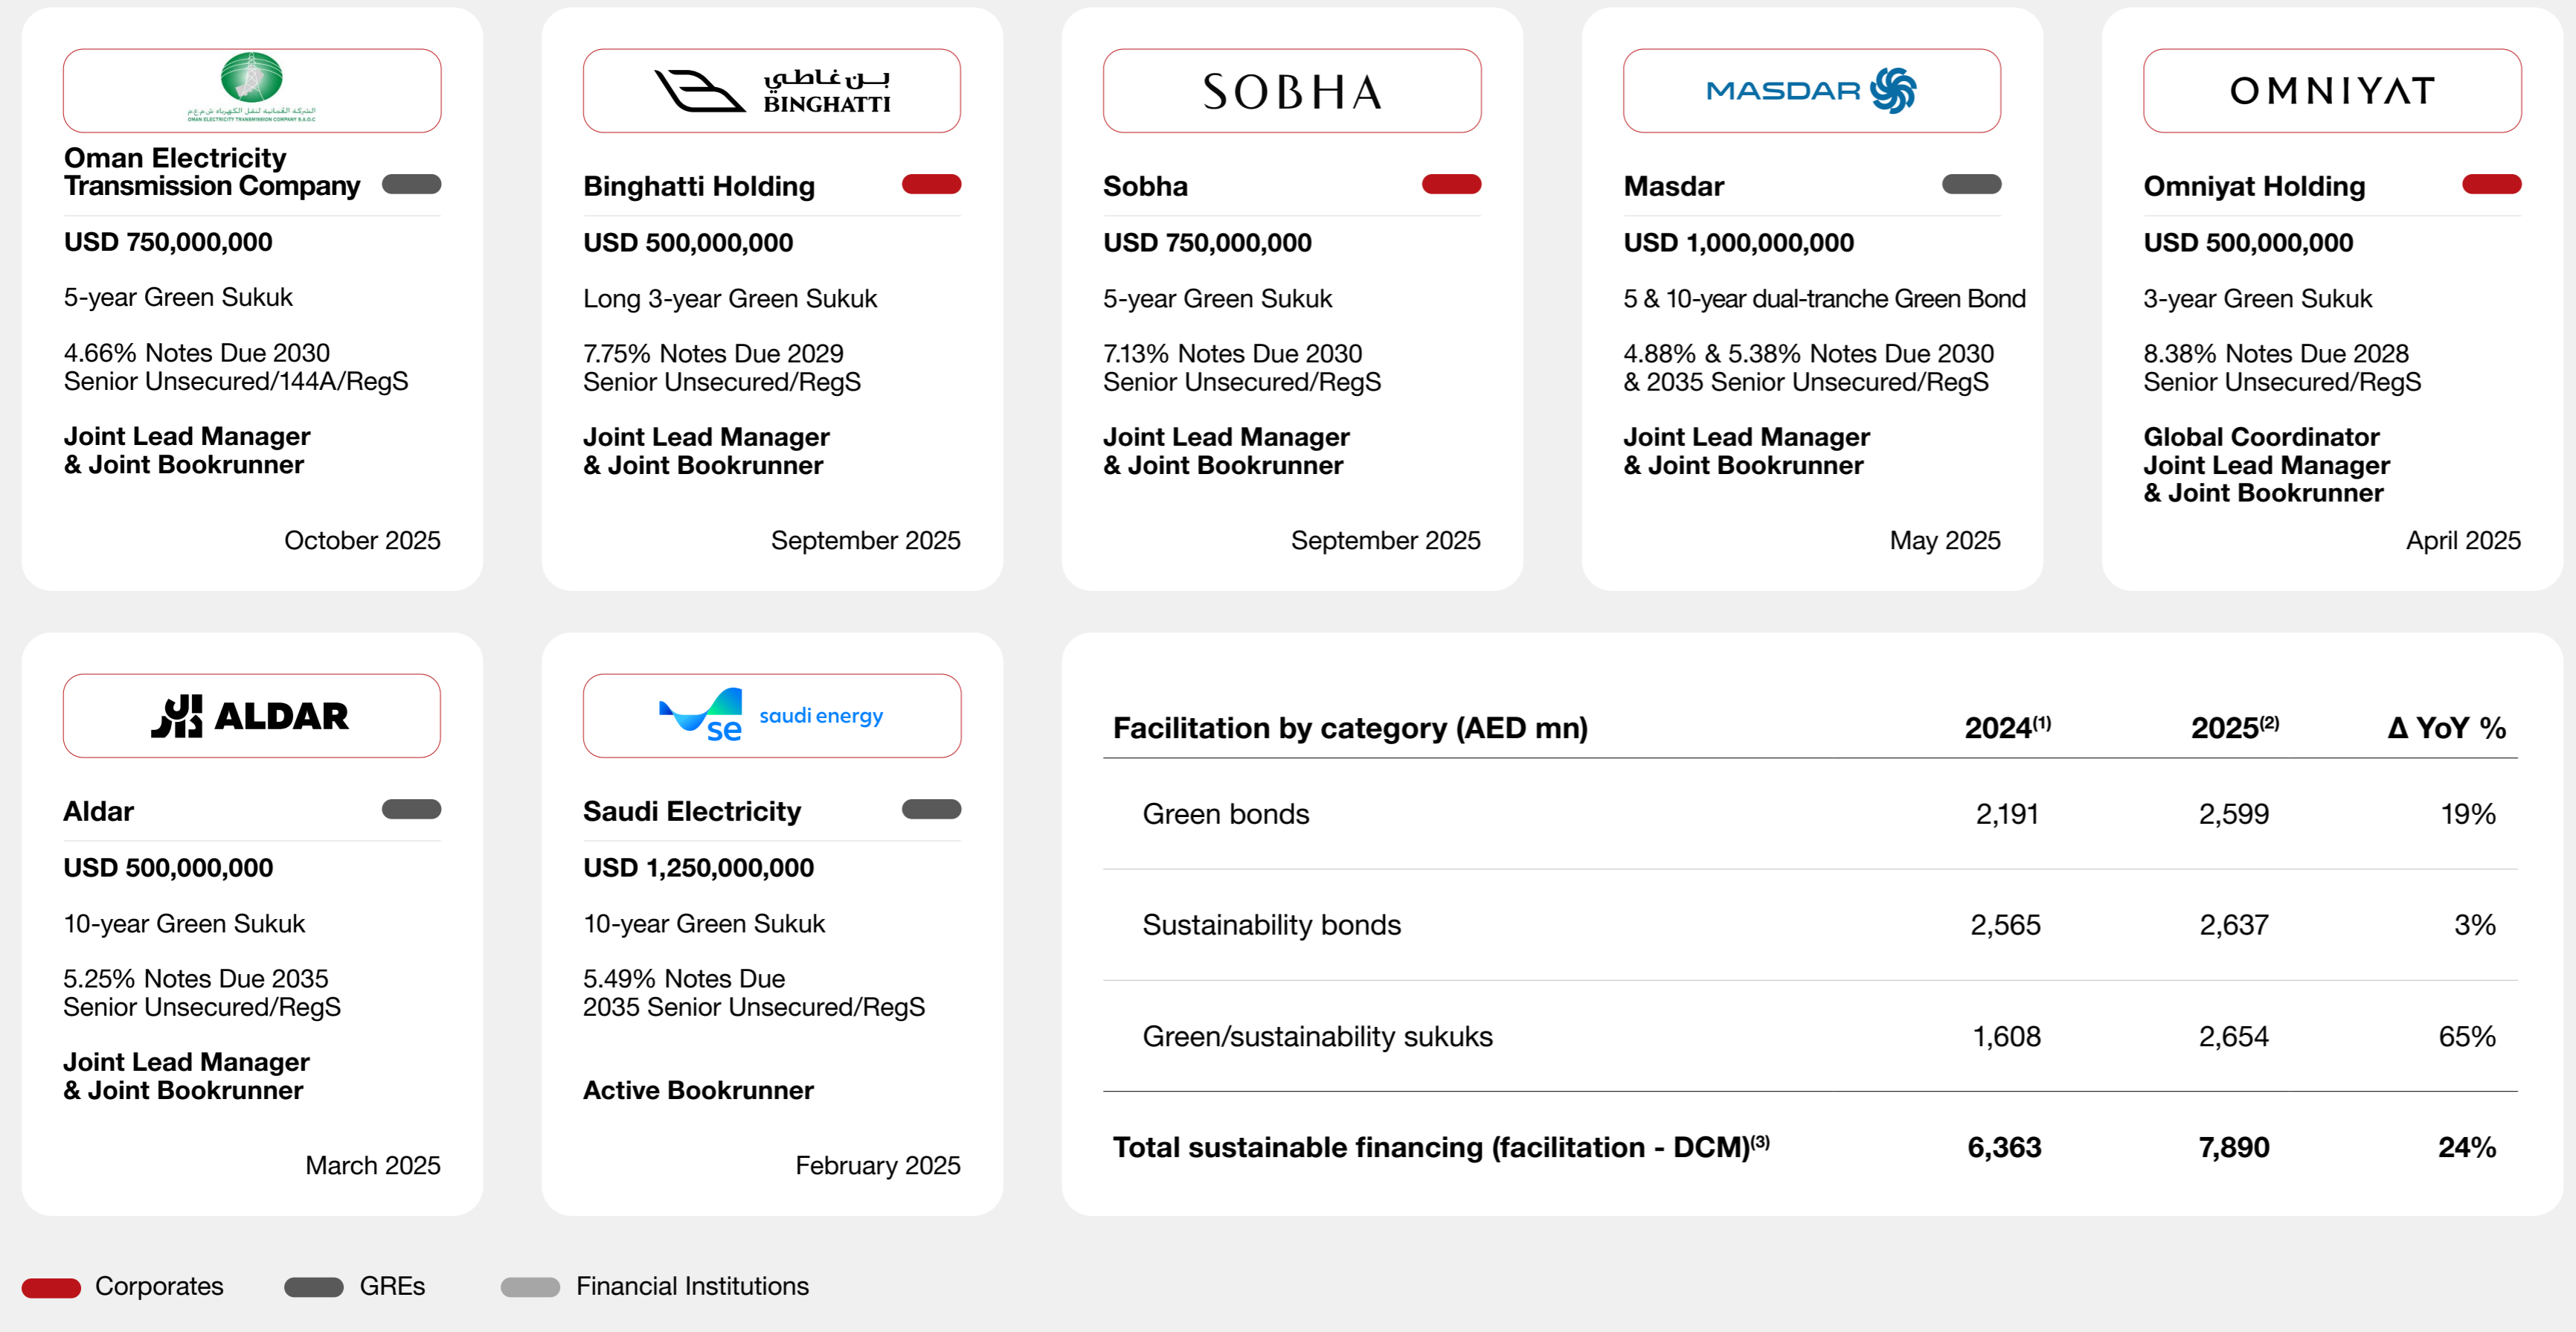 الشركة العُمانية لنقل الكهرباء ش.م.ع.م
OMAN ELECTRICITY TRANSMISSION COMPANY S.A.O.C
Oman Electricity
Transmission Company
USD 750,000,000
5-year Green Sukuk
4.66% Notes Due 2030
Senior Unsecured/144A/RegS
Joint Lead Manager
& Joint Bookrunner
October 2025
بن غاطي
BINGHATTI
Binghatti Holding
USD 500,000,000
Long 3-year Green Sukuk
7.75% Notes Due 2029
Senior Unsecured/RegS
Joint Lead Manager
& Joint Bookrunner
September 2025
SOBHA
Sobha
USD 750,000,000
5-year Green Sukuk
7.13% Notes Due 2030
Senior Unsecured/RegS
Joint Lead Manager
& Joint Bookrunner
September 2025
MASDAR
Masdar
USD 1,000,000,000
5 & 10-year dual-tranche Green Bond
4.88% & 5.38% Notes Due 2030
& 2035 Senior Unsecured/RegS
Joint Lead Manager
& Joint Bookrunner
May 2025
OMNIYAT
Omniyat Holding
USD 500,000,000
3-year Green Sukuk
8.38% Notes Due 2028
Senior Unsecured/RegS
Global Coordinator
Joint Lead Manager
& Joint Bookrunner
April 2025
الدار ALDAR
Aldar
USD 500,000,000
10-year Green Sukuk
5.25% Notes Due 2035
Senior Unsecured/RegS
Joint Lead Manager
& Joint Bookrunner
March 2025
se saudi energy
Saudi Electricity
USD 1,250,000,000
10-year Green Sukuk
5.49% Notes Due
2035 Senior Unsecured/RegS
Active Bookrunner
February 2025
Facilitation by category (AED mn) 2024(1) 2025(2) Δ YoY %
Green bonds 2,191 2,599 19%
Sustainability bonds 2,565 2,637 3%
Green/sustainability sukuks 1,608 2,654 65%
Total sustainable financing (facilitation - DCM)(3) 6,363 7,890 24%
Corporates GREs Financial Institutions